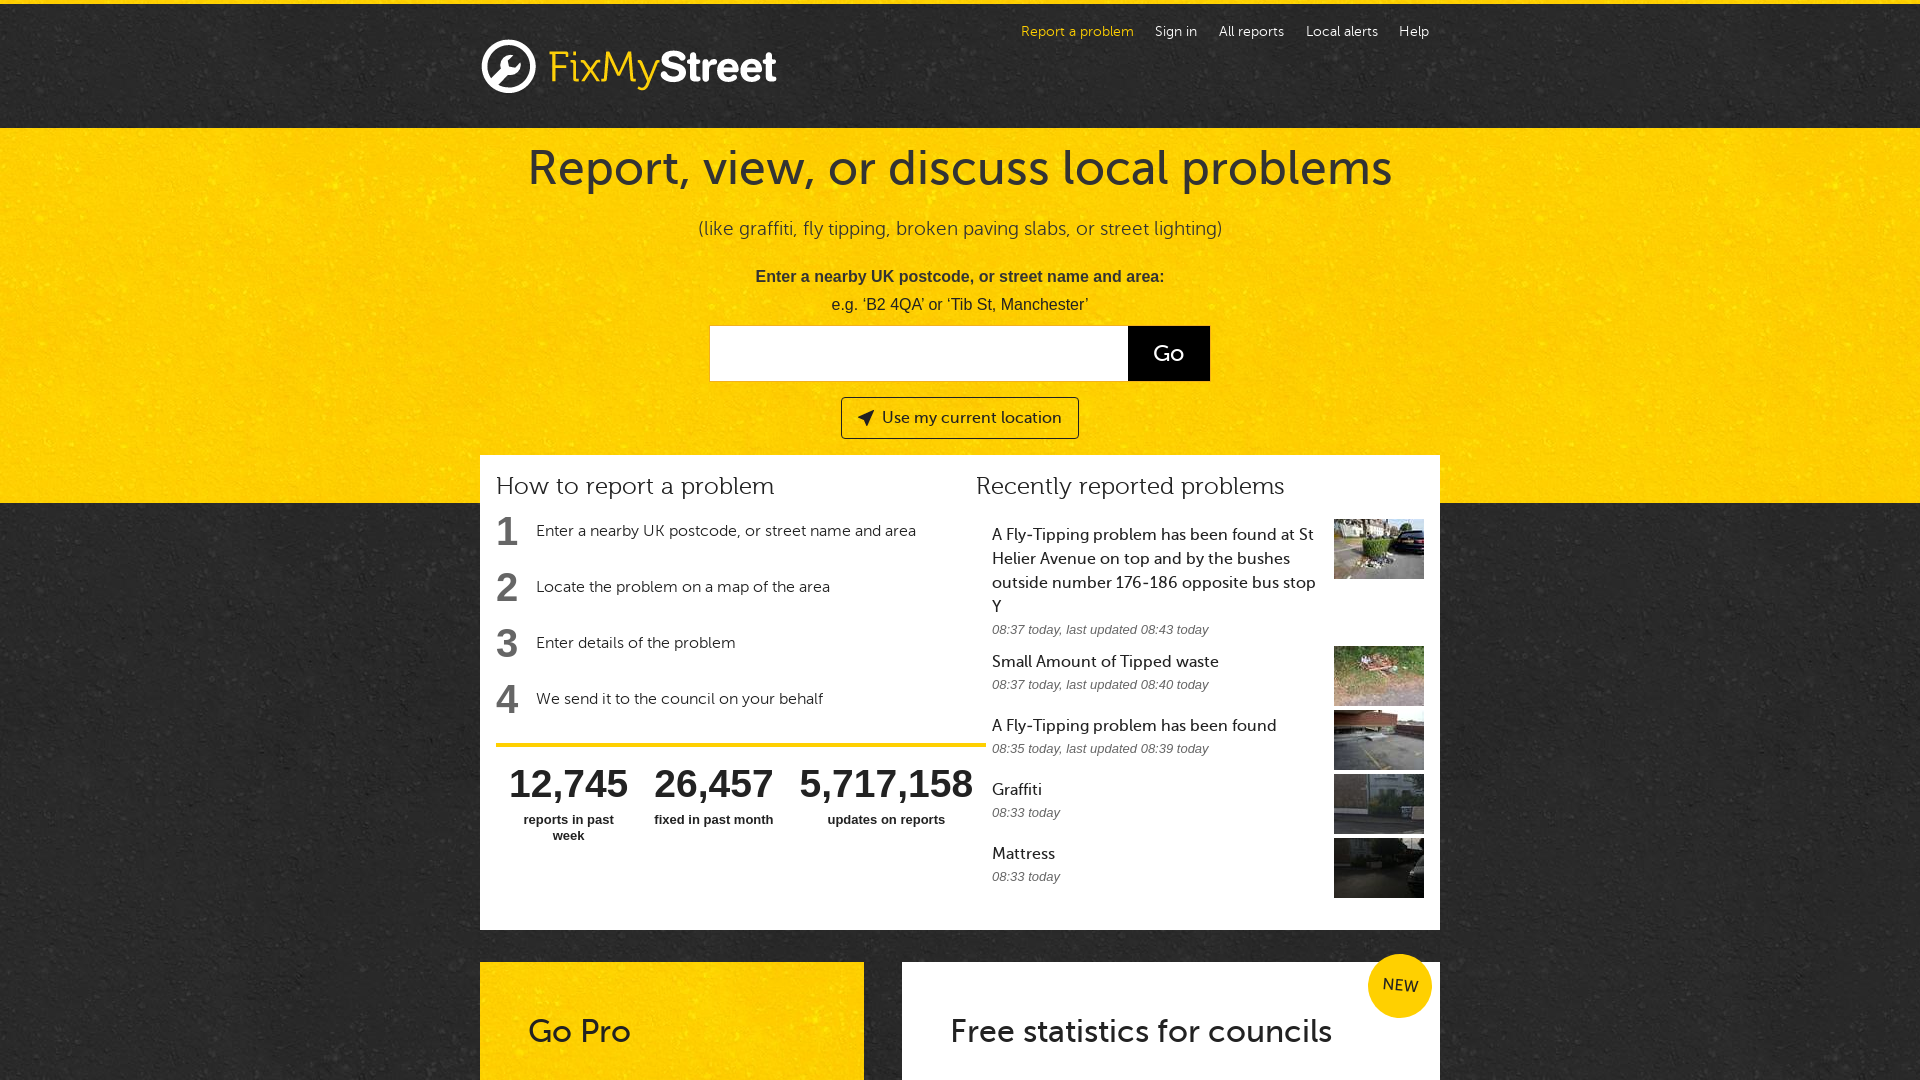 Report a problem
Sign in
All reports
Local alerts
Help
FixMyStreet
Report, view, or discuss local problems
(like graffiti, fly tipping, broken paving slabs, or street lighting)
Enter a nearby UK postcode, or street name and area:
e.g. ‘B2 4QA’ or ‘Tib St, Manchester’
Go
Use my current location
How to report a problem
1 Enter a nearby UK postcode, or street name and area
2 Locate the problem on a map of the area
3 Enter details of the problem
4 We send it to the council on your behalf
12,745
reports in past
week
26,457
fixed in past month
5,717,158
updates on reports
Recently reported problems
A Fly-Tipping problem has been found at St
Helier Avenue on top and by the bushes
outside number 176-186 opposite bus stop
Y
08:37 today, last updated 08:43 today
Small Amount of Tipped waste
08:37 today, last updated 08:40 today
A Fly-Tipping problem has been found
08:35 today, last updated 08:39 today
Graffiti
08:33 today
Mattress
08:33 today
Go Pro
NEW
Free statistics for councils